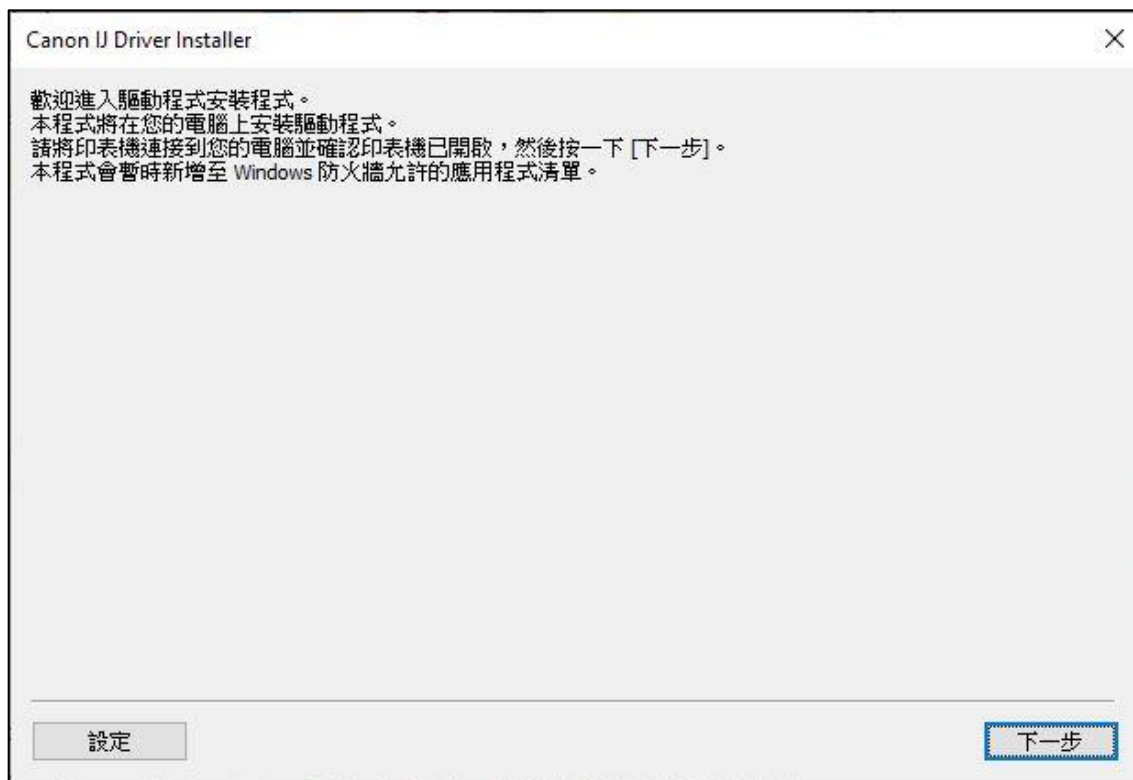 Canon IJ Driver Installer
歡迎進入驅動程式安裝程式。
本程式將在您的電腦上安裝驅動程式。
請將印表機連接到您的電腦並確認印表機已開啟，然後按一下 [下一步]。
本程式會暫時新增至 Windows 防火牆允許的應用程式清單。
設定
下一步